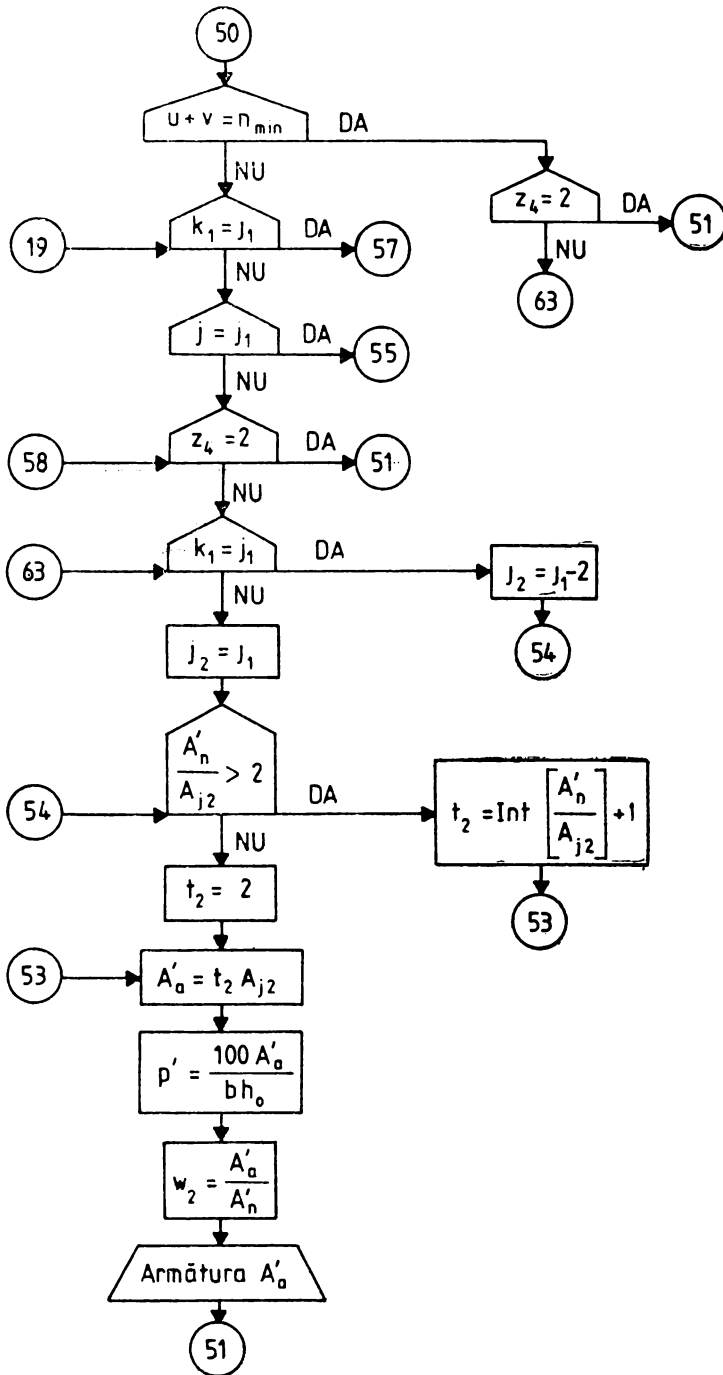 50
u + v = n_min DA
NU
z₄ = 2 DA 51
NU
63
19 k₁ = j₁ DA 57
NU
j = j₁ DA 55
NU
58 z₄ = 2 DA 51
NU
63 k₁ = j₁ DA J₂ = J₁-2
54
NU
j₂ = J₁
54 A'ₙ / A_j2 > 2 DA t₂ = Int [A'ₙ / A_j2] + 1
53
NU
t₂ = 2
53 A'ₐ = t₂ A_j2
p' = 100 A'ₐ / b h₀
w₂ = A'ₐ / A'ₙ
Armătura A'ₐ
51